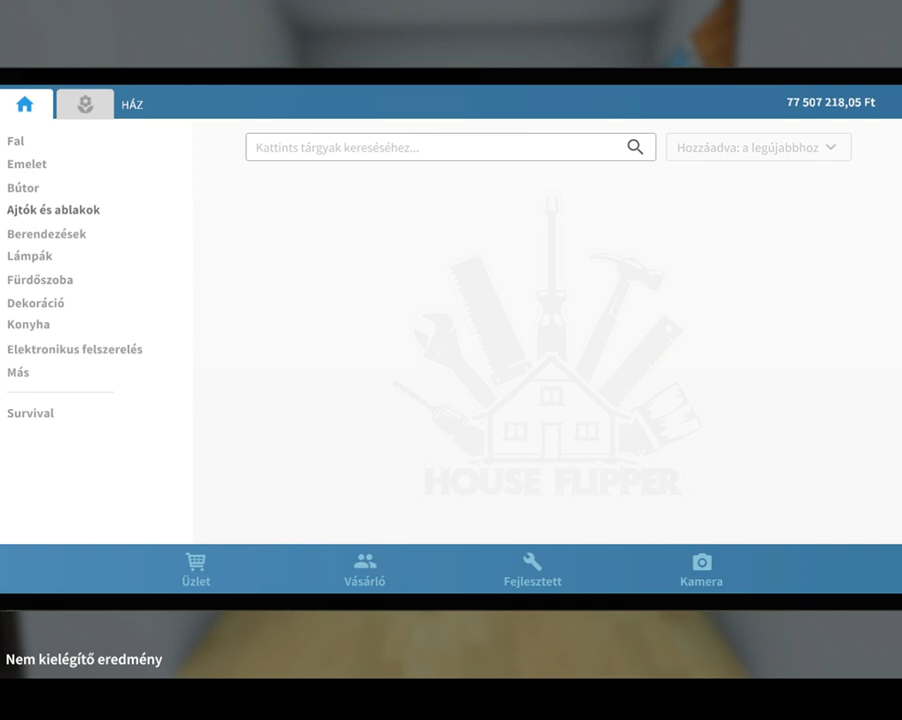 HÁZ
77 507 218,05 Ft
Fal
Emelet
Bútor
Ajtók és ablakok
Berendezések
Lámpák
Fürdőszoba
Dekoráció
Konyha
Elektronikus felszerelés
Más
Survival
Kattints tárgyak kereséséhez...
Hozzáadva: a legújabbhoz
HOUSE FLIPPER
Üzlet
Vásárló
Fejlesztett
Kamera
Nem kielégítő eredmény